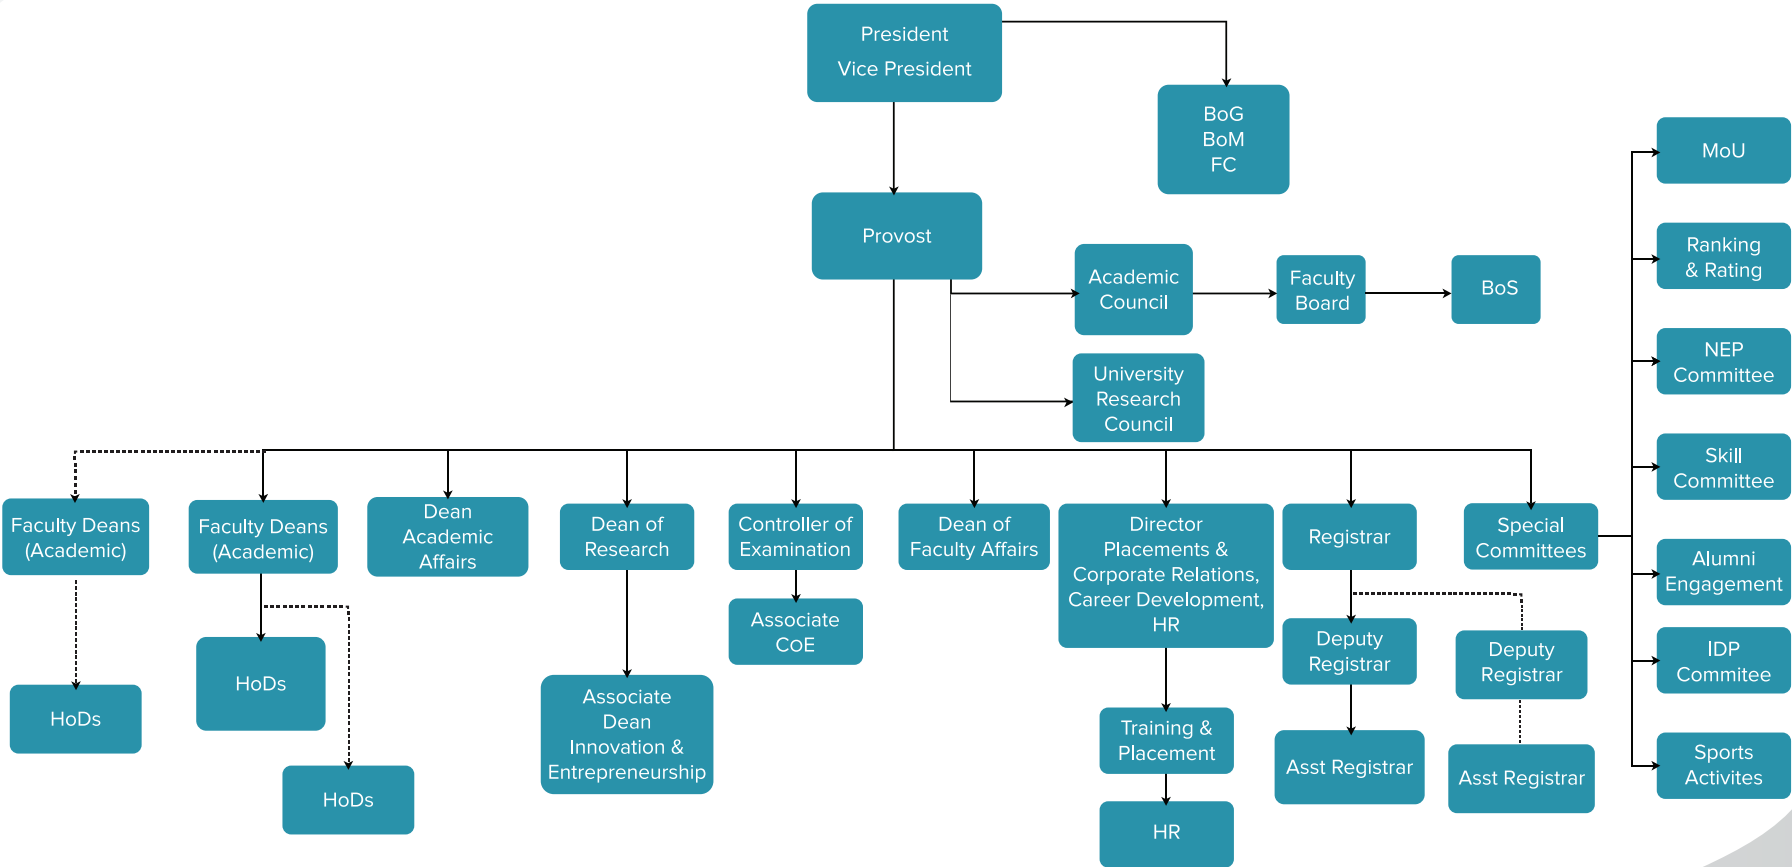 President
Vice President
BoG
BoM
FC
MoU
Provost
Ranking
& Rating
Academic
Council
Faculty
Board
BoS
NEP
Committee
University
Research
Council
Skill
Committee
Faculty Deans
(Academic)
Faculty Deans
(Academic)
Dean
Academic
Affairs
Dean of
Research
Controller of
Examination
Dean of
Faculty Affairs
Director
Placements &
Corporate Relations,
Career Development,
HR
Registrar
Special
Committees
Alumni
Engagement
Associate
CoE
Deputy
Registrar
Deputy
Registrar
IDP
Commitee
HoDs
HoDs
HoDs
Associate
Dean
Innovation &
Entrepreneurship
Training &
Placement
Asst Registrar
Asst Registrar
Sports
Activites
HR